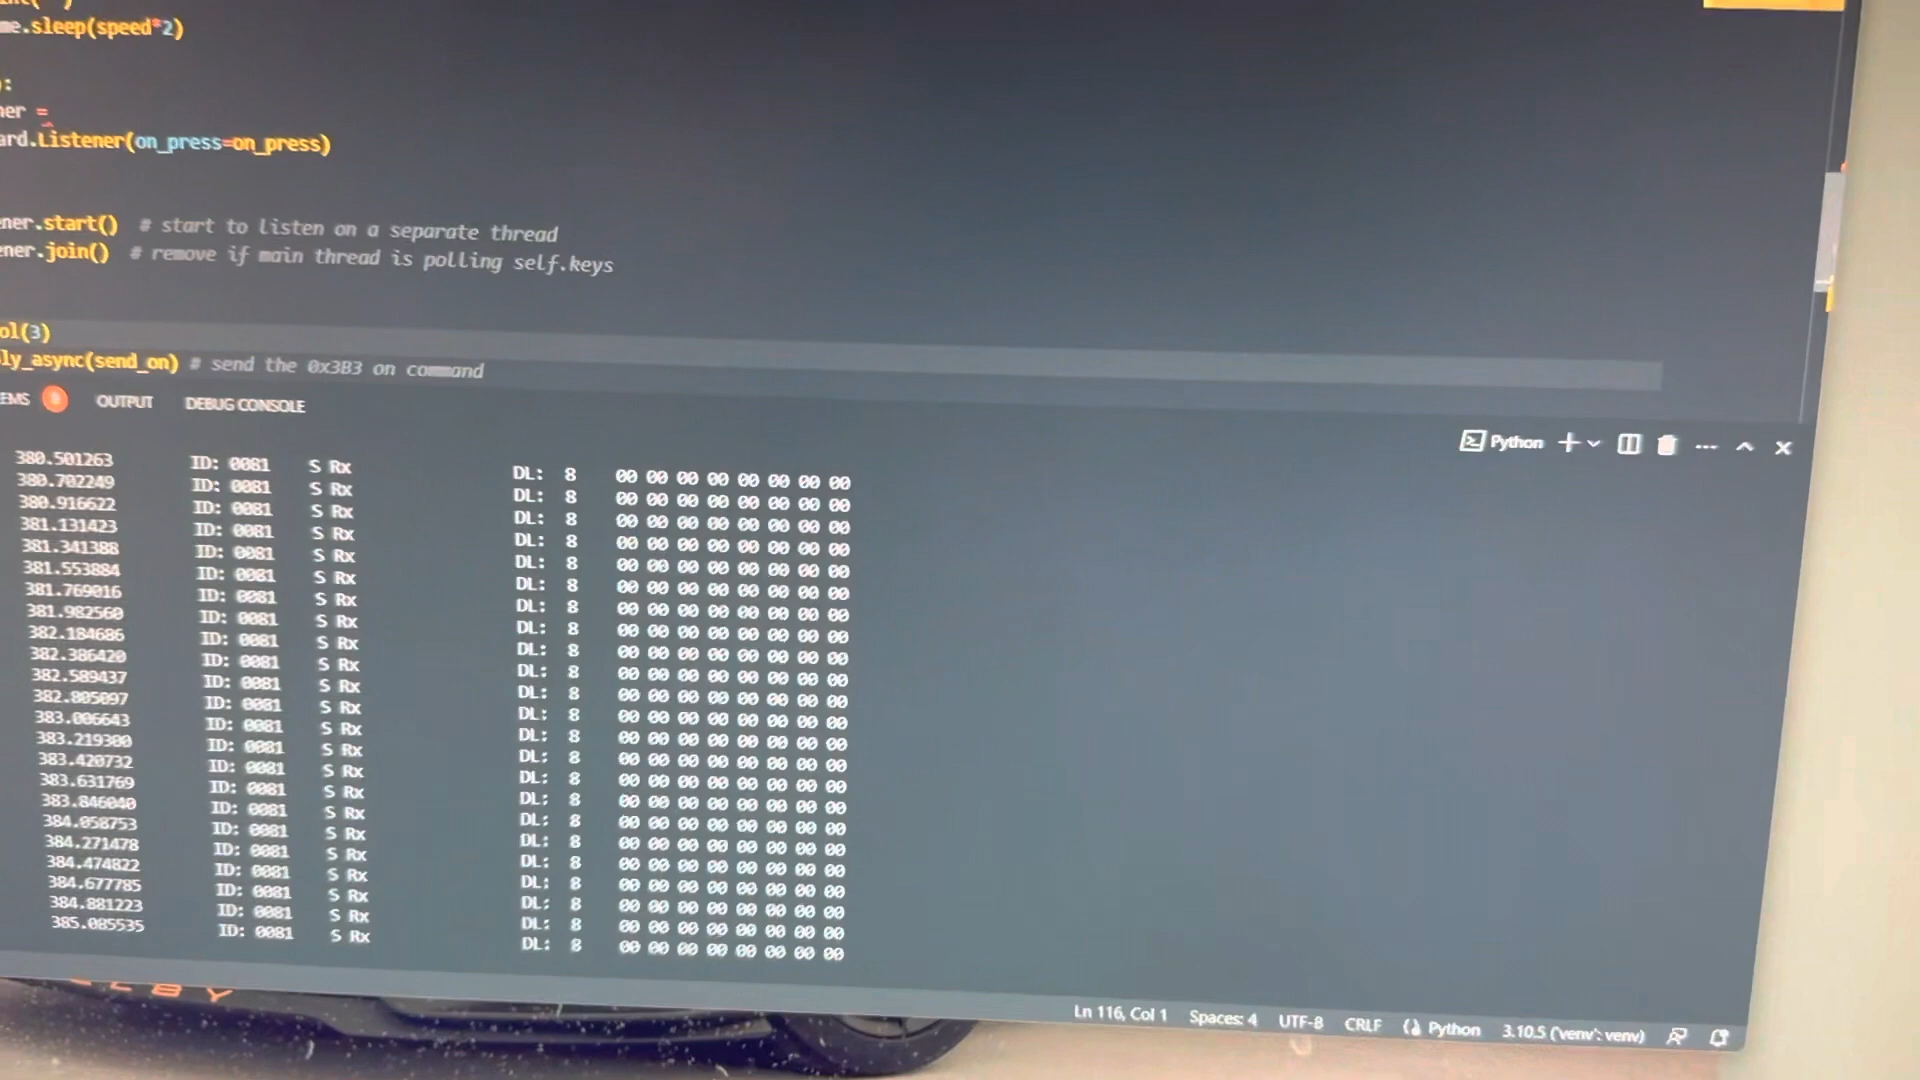 me.sleep(speed*2)
):
ner =
ard.Listener(on_press=on_press)
ner.start() # start to listen on a separate thread
ener.join() # remove if main thread is polling self.keys
ol(3)
ly_async(send_on) # send the 0x3B3 on command
EMS OUTPUT DEBUG CONSOLE
Python
380.501263 ID: 0081 S Rx DL: 8 00 00 00 00 00 00 00 00
380.702249 ID: 0081 S Rx DL: 8 00 00 00 00 00 00 00 00
380.916622 ID: 0081 S Rx DL: 8 00 00 00 00 00 00 00 00
381.131423 ID: 0081 S Rx DL: 8 00 00 00 00 00 00 00 00
381.341388 ID: 0081 S Rx DL: 8 00 00 00 00 00 00 00 00
381.553884 ID: 0081 S Rx DL: 8 00 00 00 00 00 00 00 00
381.769016 ID: 0081 S Rx DL: 8 00 00 00 00 00 00 00 00
381.982560 ID: 0081 S Rx DL: 8 00 00 00 00 00 00 00 00
382.184686 ID: 0081 S Rx DL: 8 00 00 00 00 00 00 00 00
382.386420 ID: 0081 S Rx DL: 8 00 00 00 00 00 00 00 00
382.589437 ID: 0081 S Rx DL: 8 00 00 00 00 00 00 00 00
382.805097 ID: 0081 S Rx DL: 8 00 00 00 00 00 00 00 00
383.006643 ID: 0081 S Rx DL: 8 00 00 00 00 00 00 00 00
383.219300 ID: 0081 S Rx DL: 8 00 00 00 00 00 00 00 00
383.420732 ID: 0081 S Rx DL: 8 00 00 00 00 00 00 00 00
383.631769 ID: 0081 S Rx DL: 8 00 00 00 00 00 00 00 00
383.846040 ID: 0081 S Rx DL: 8 00 00 00 00 00 00 00 00
384.058753 ID: 0081 S Rx DL: 8 00 00 00 00 00 00 00 00
384.271478 ID: 0081 S Rx DL: 8 00 00 00 00 00 00 00 00
384.474822 ID: 0081 S Rx DL: 8 00 00 00 00 00 00 00 00
384.677785 ID: 0081 S Rx DL: 8 00 00 00 00 00 00 00 00
384.881223 ID: 0081 S Rx DL: 8 00 00 00 00 00 00 00 00
385.085535 ID: 0081 S Rx DL: 8 00 00 00 00 00 00 00 00
LBY
Ln 116, Col 1 Spaces: 4 UTF-8 CRLF Python 3.10.5 ('venv': venv)